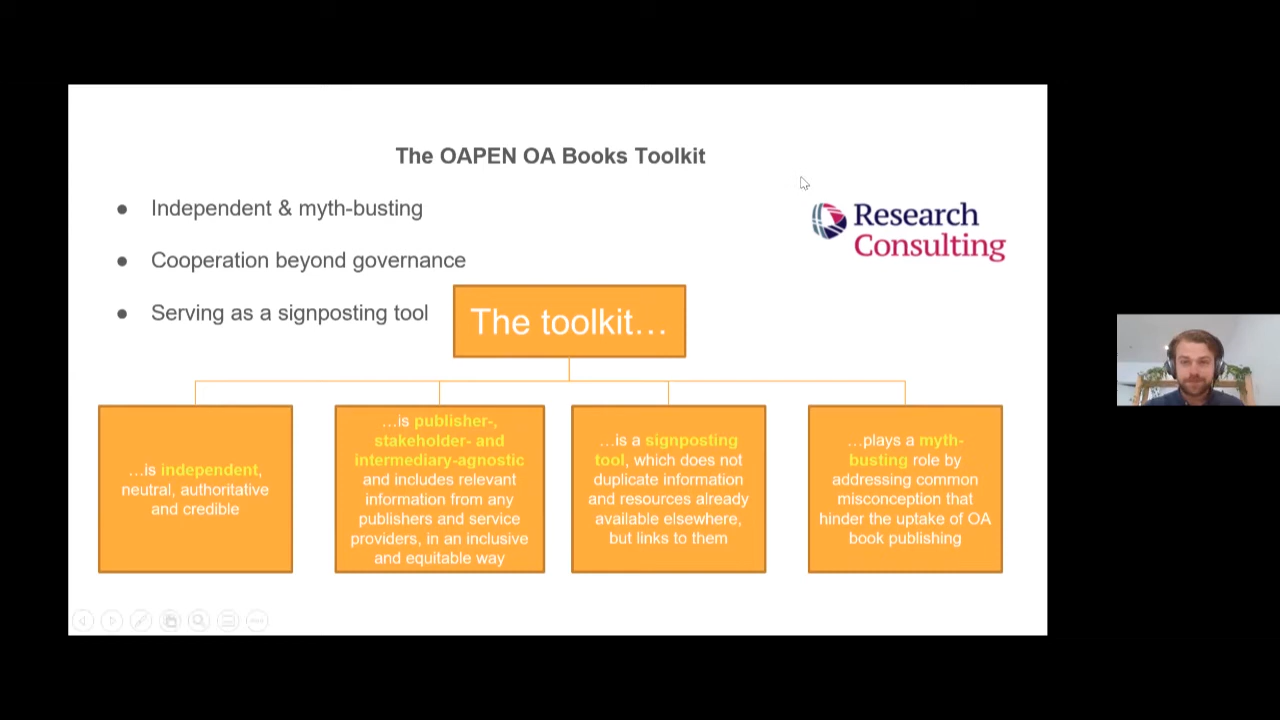 The OAPEN OA Books Toolkit
● Independent & myth-busting
● Cooperation beyond governance
● Serving as a signposting tool
Research
Consulting
The toolkit…
…is independent,
neutral, authoritative
and credible
…is publisher-,
stakeholder- and
intermediary-agnostic
and includes relevant
information from any
publishers and service
providers, in an inclusive
and equitable way
…is a signposting
tool, which does not
duplicate information
and resources already
available elsewhere,
but links to them
…plays a myth-
busting role by
addressing common
misconception that
hinder the uptake of OA
book publishing